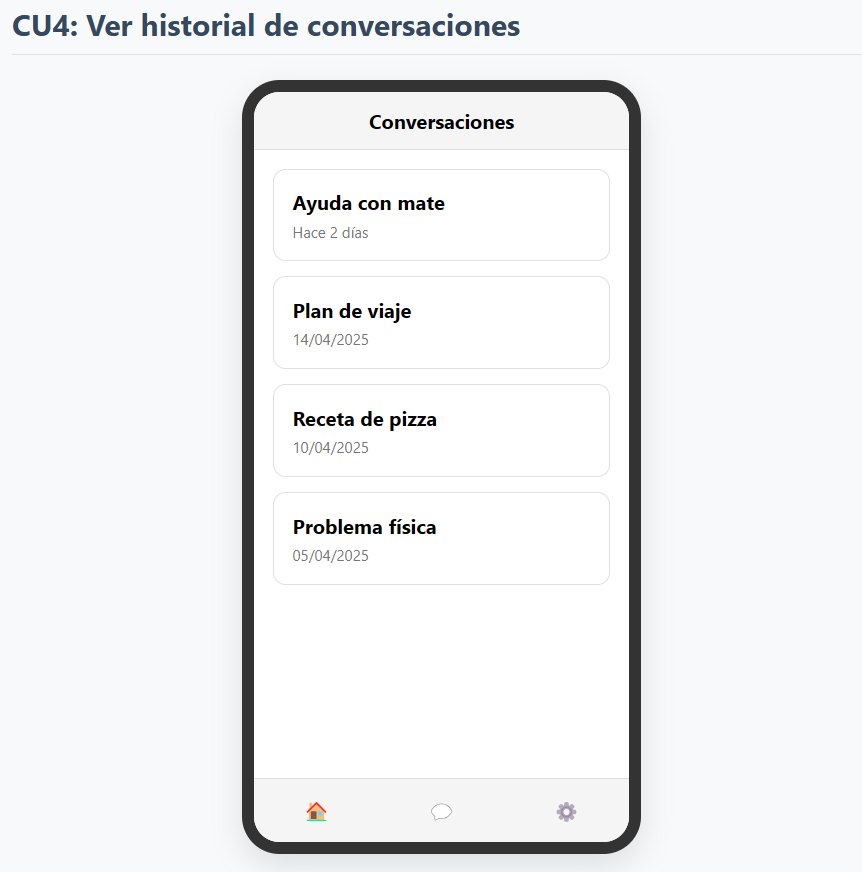 CU4: Ver historial de conversaciones
Conversaciones
Ayuda con mate
Hace 2 días
Plan de viaje
14/04/2025
Receta de pizza
10/04/2025
Problema física
05/04/2025